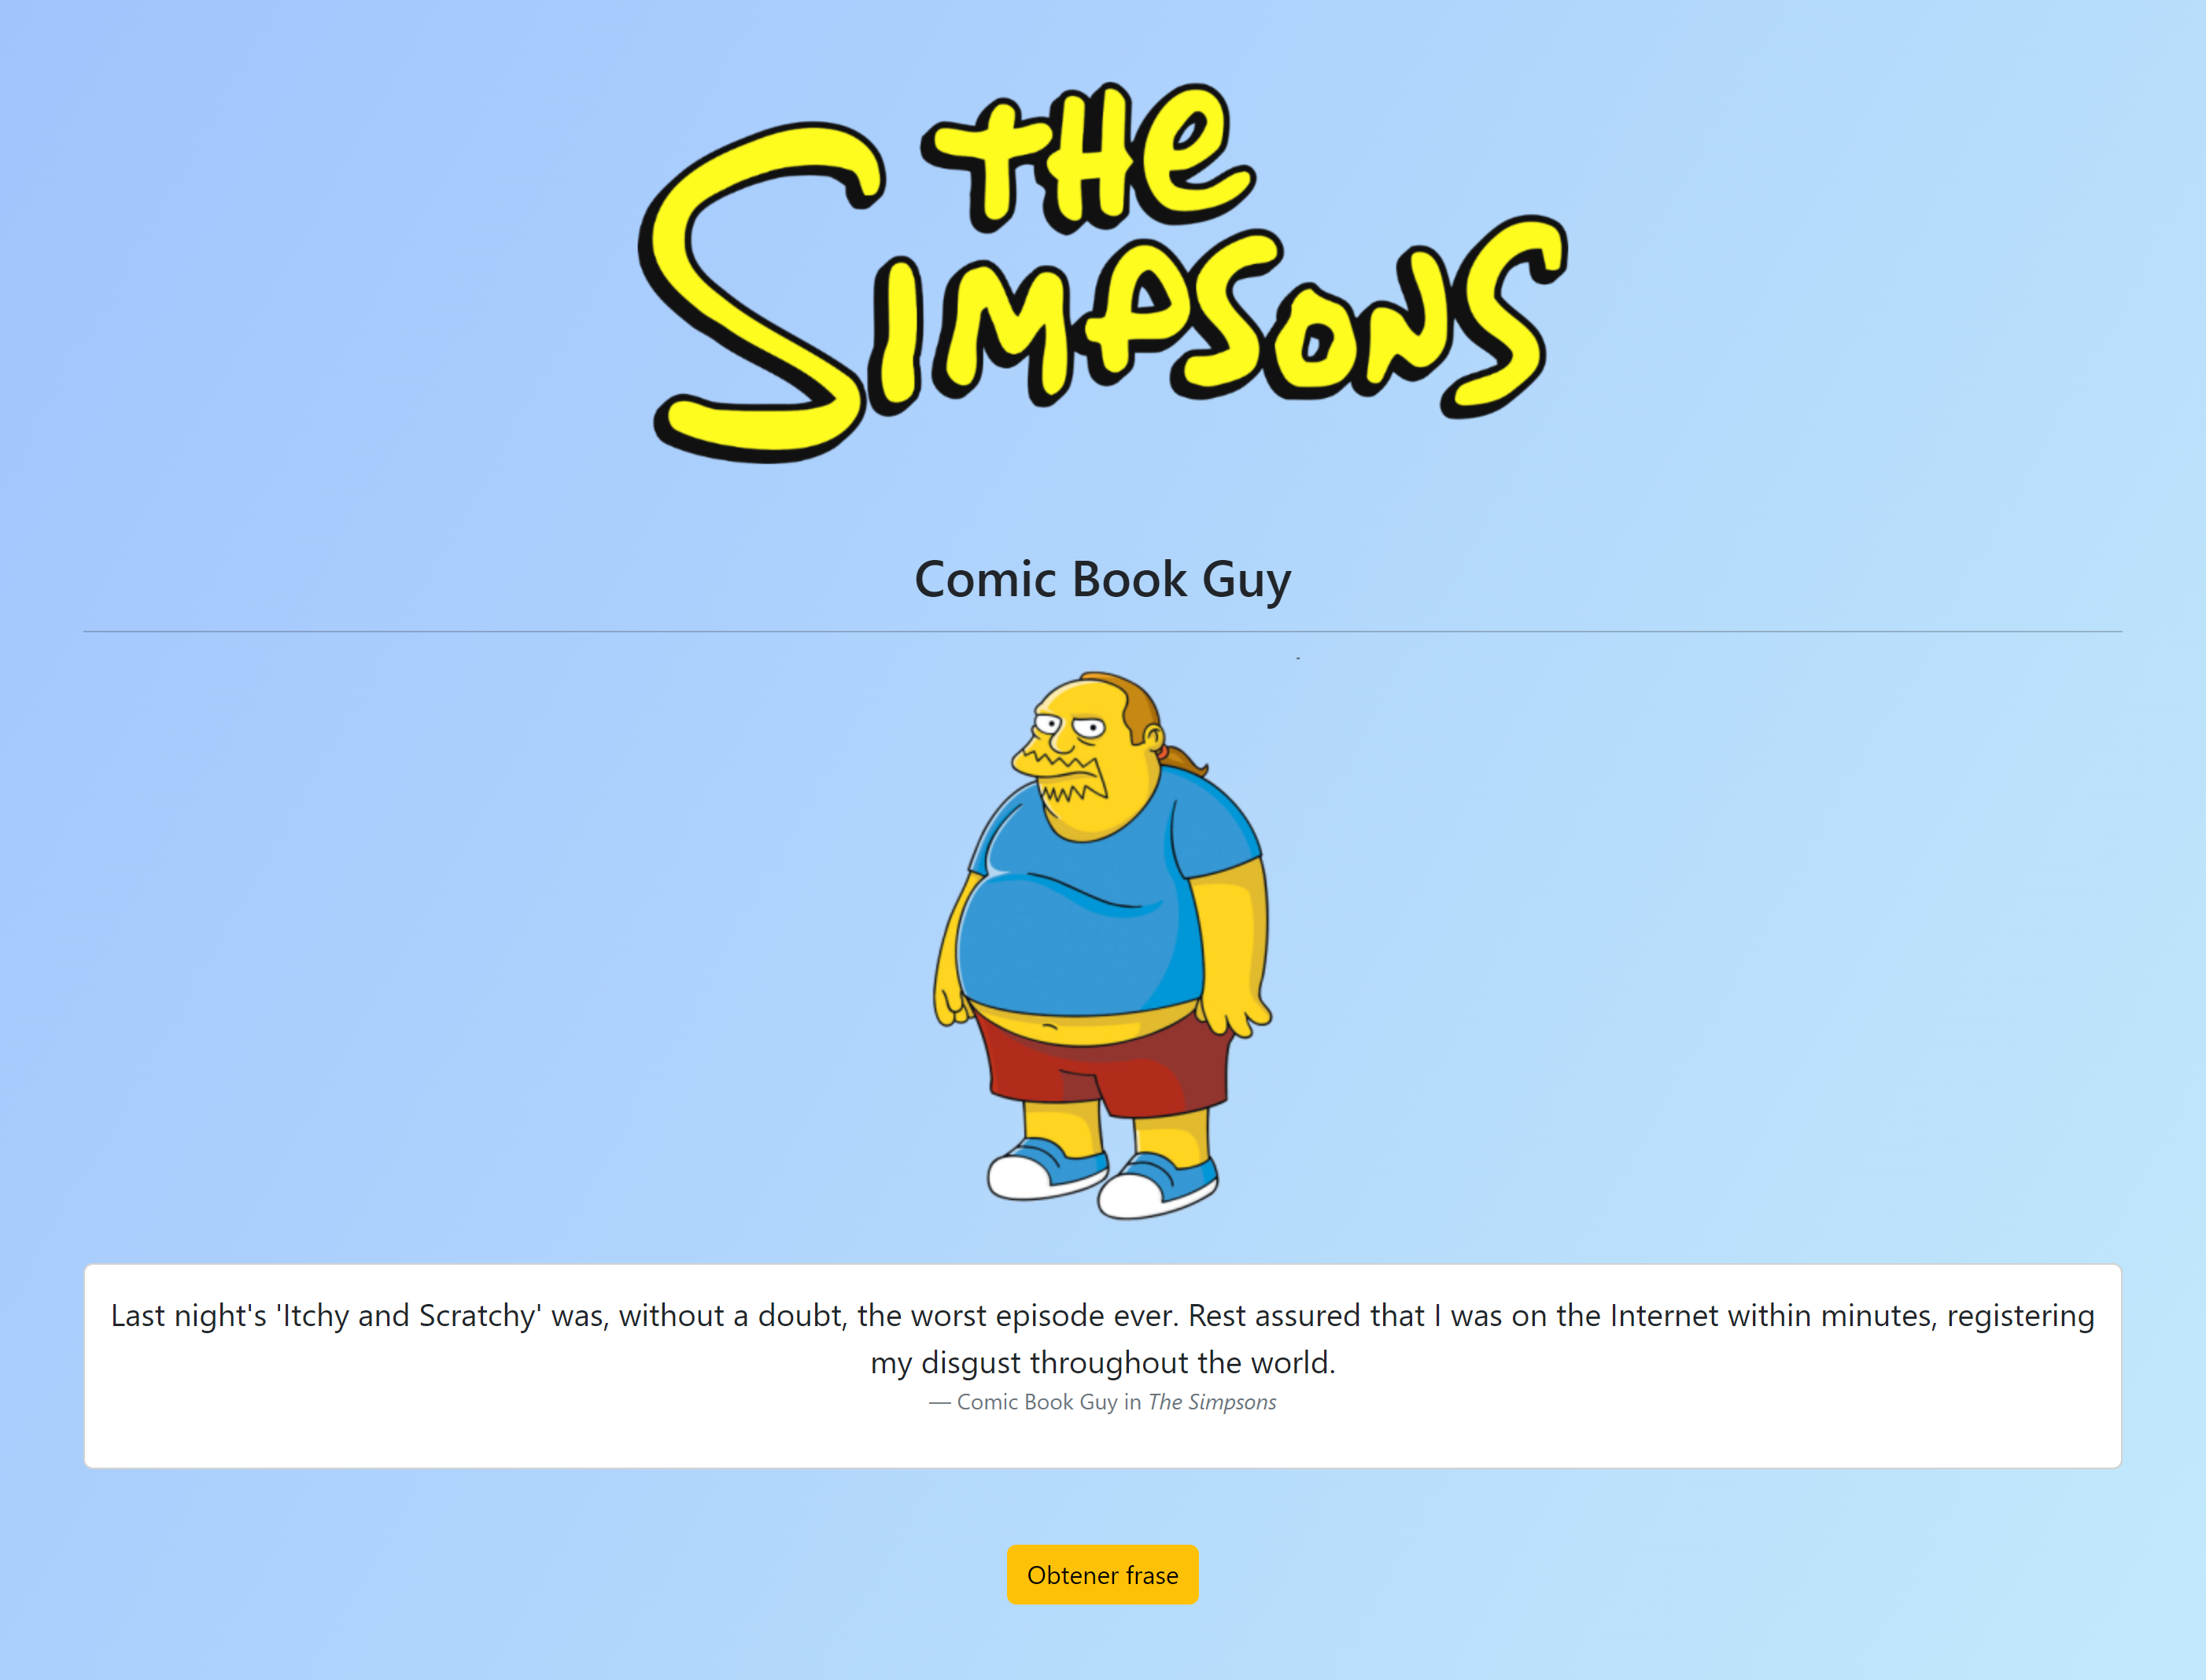 THE
SIMPSONS
Comic Book Guy
Last night's 'Itchy and Scratchy' was, without a doubt, the worst episode ever. Rest assured that I was on the Internet within minutes, registering
my disgust throughout the world.
— Comic Book Guy in The Simpsons
Obtener frase